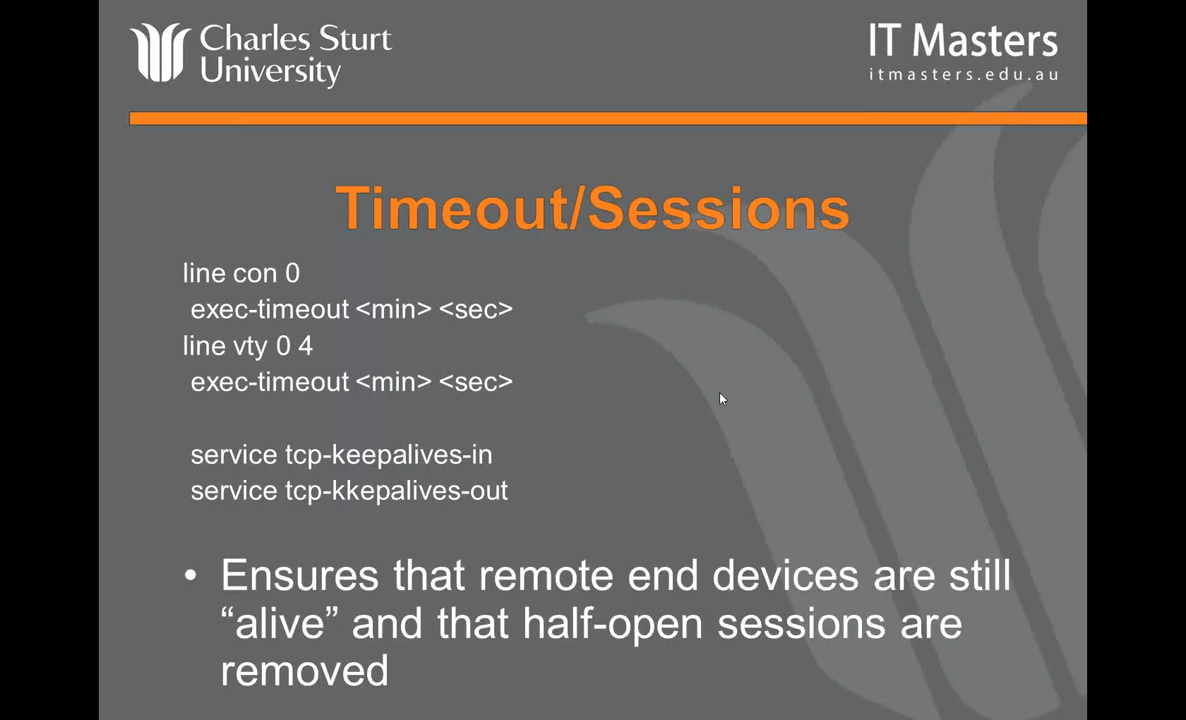 Charles Sturt
University
IT Masters
itmasters.edu.au
Timeout/Sessions
line con 0
exec-timeout <min> <sec>
line vty 0 4
exec-timeout <min> <sec>
service tcp-keepalives-in
service tcp-kkepalives-out
• Ensures that remote end devices are still
“alive” and that half-open sessions are
removed